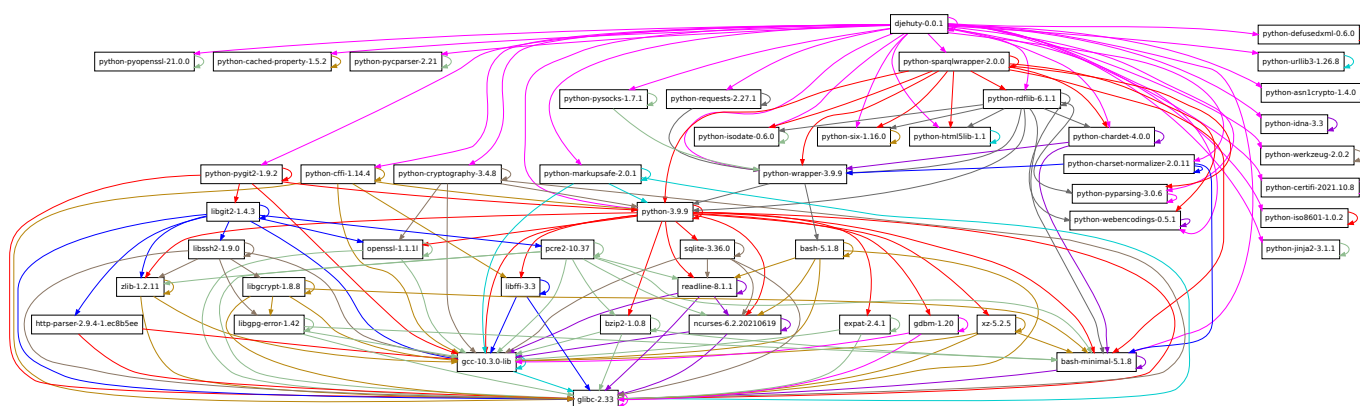 djehuty-0.0.1
python-defusedxml-0.6.0
python-pyopenssl-21.0.0
python-cached-property-1.5.2
python-pycparser-2.21
python-sparqlwrapper-2.0.0
python-urllib3-1.26.8
python-pysocks-1.7.1
python-requests-2.27.1
python-rdflib-6.1.1
python-asn1crypto-1.4.0
python-isodate-0.6.0
python-six-1.16.0
python-html5lib-1.1
python-chardet-4.0.0
python-idna-3.3
python-pygit2-1.9.2
python-cffi-1.14.4
python-cryptography-3.4.8
python-markupsafe-2.0.1
python-wrapper-3.9.9
python-charset-normalizer-2.0.11
python-werkzeug-2.0.2
python-pyparsing-3.0.6
python-certifi-2021.10.8
libgit2-1.4.3
python-3.9.9
python-webencodings-0.5.1
python-iso8601-1.0.2
libssh2-1.9.0
openssl-1.1.1l
pcre2-10.37
sqlite-3.36.0
bash-5.1.8
python-jinja2-3.1.1
zlib-1.2.11
libgcrypt-1.8.8
libffi-3.3
readline-8.1.1
http-parser-2.9.4-1.ec8b5ee
libgpg-error-1.42
bzip2-1.0.8
ncurses-6.2.20210619
expat-2.4.1
gdbm-1.20
xz-5.2.5
gcc-10.3.0-lib
bash-minimal-5.1.8
glibc-2.33